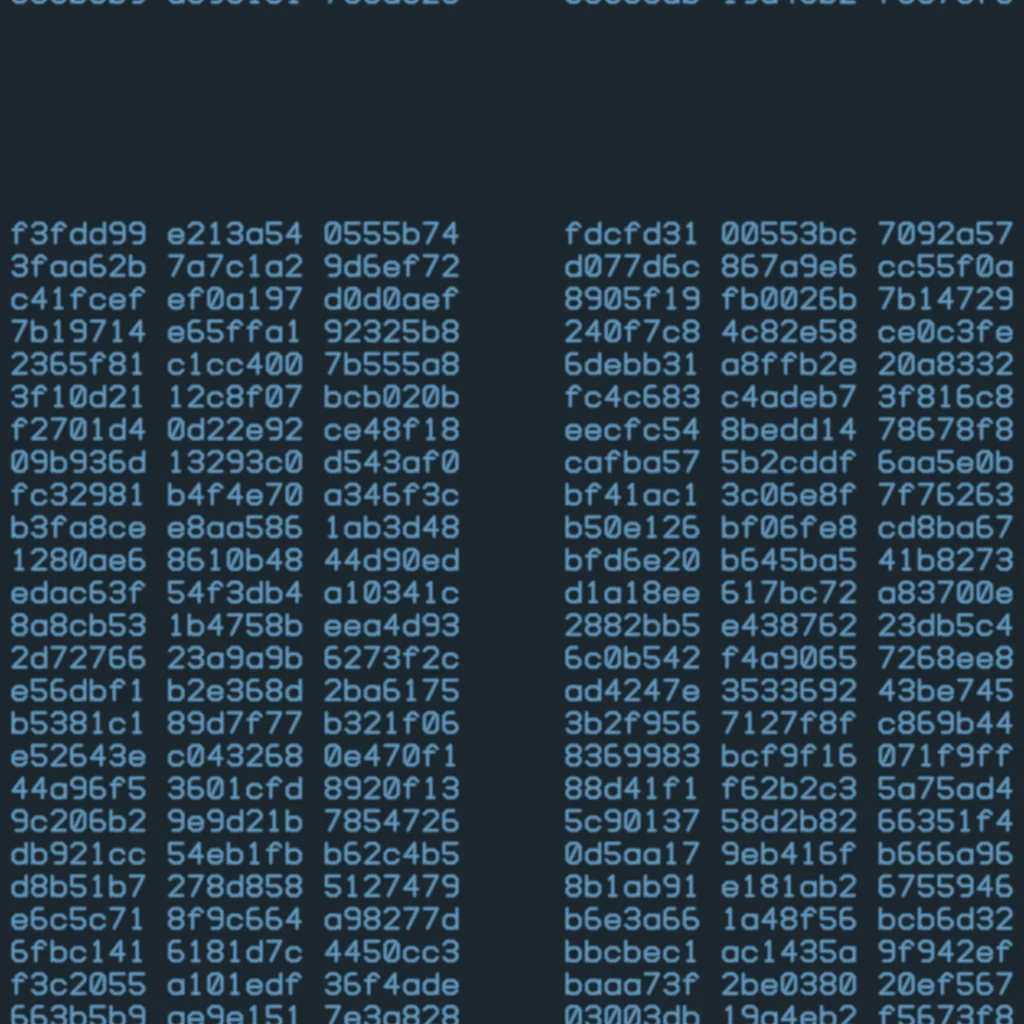 f3fdd99 e213a54 0555b74 fdcfd31 00553bc 7092a57
3faa62b 7a7c1a2 9d6ef72 d077d6c 867a9e6 cc55f0a
c41fcef ef0a197 d0d0aef 8905f19 fb0026b 7b14729
7b19714 e65ffa1 92325b8 240f7c8 4c82e58 ce0c3fe
2365f81 c1cc400 7b555a8 6debb31 a8ffb2e 20a8332
3f10d21 12c8f07 bcb020b fc4c683 c4adeb7 3f816c8
f2701d4 0d22e92 ce48f18 eecfc54 8bedd14 78678f8
09b936d 13293c0 d543af0 cafba57 5b2cddf 6aa5e0b
fc32981 b4f4e70 a346f3c bf41ac1 3c06e8f 7f76263
b3fa8ce e8aa586 1ab3d48 b50e126 bf06fe8 cd8ba67
1280ae6 8610b48 44d90ed bfd6e20 b645ba5 41b8273
edac63f 54f3db4 a10341c d1a18ee 617bc72 a83700e
8a8cb53 1b4758b eea4d93 2882bb5 e438762 23db5c4
2d72766 23a9a9b 6273f2c 6c0b542 f4a9065 7268ee8
e56dbf1 b2e368d 2ba6175 ad4247e 3533692 43be745
b5381c1 89d7f77 b321f06 3b2f956 7127f8f c869b44
e52643e c043268 0e470f1 8369983 bcf9f16 071f9ff
44a96f5 3601cfd 8920f13 88d41f1 f62b2c3 5a75ad4
9c206b2 9e9d21b 7854726 5c90137 58d2b82 66351f4
db921cc 54eb1fb b62c4b5 0d5aa17 9eb416f b666a96
d8b51b7 278d858 5127479 8b1ab91 e181ab2 6755946
e6c5c71 8f9c664 a98277d b6e3a66 1a48f56 bcb6d32
6fbc141 6181d7c 4450cc3 bbcbec1 ac1435a 9f942ef
f3c2055 a101edf 36f4ade baaa73f 2be0380 20ef567
663b5b9 ae9e151 7e3a828 03003db 19a4eb2 f5673f8